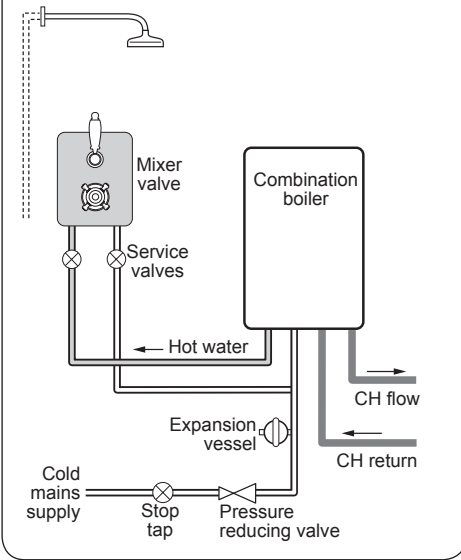 Mixer
valve
Combination
boiler
Service
valves
Hot water
CH flow
Expansion
vessel
CH return
Cold
mains
supply
Stop
tap
Pressure
reducing valve